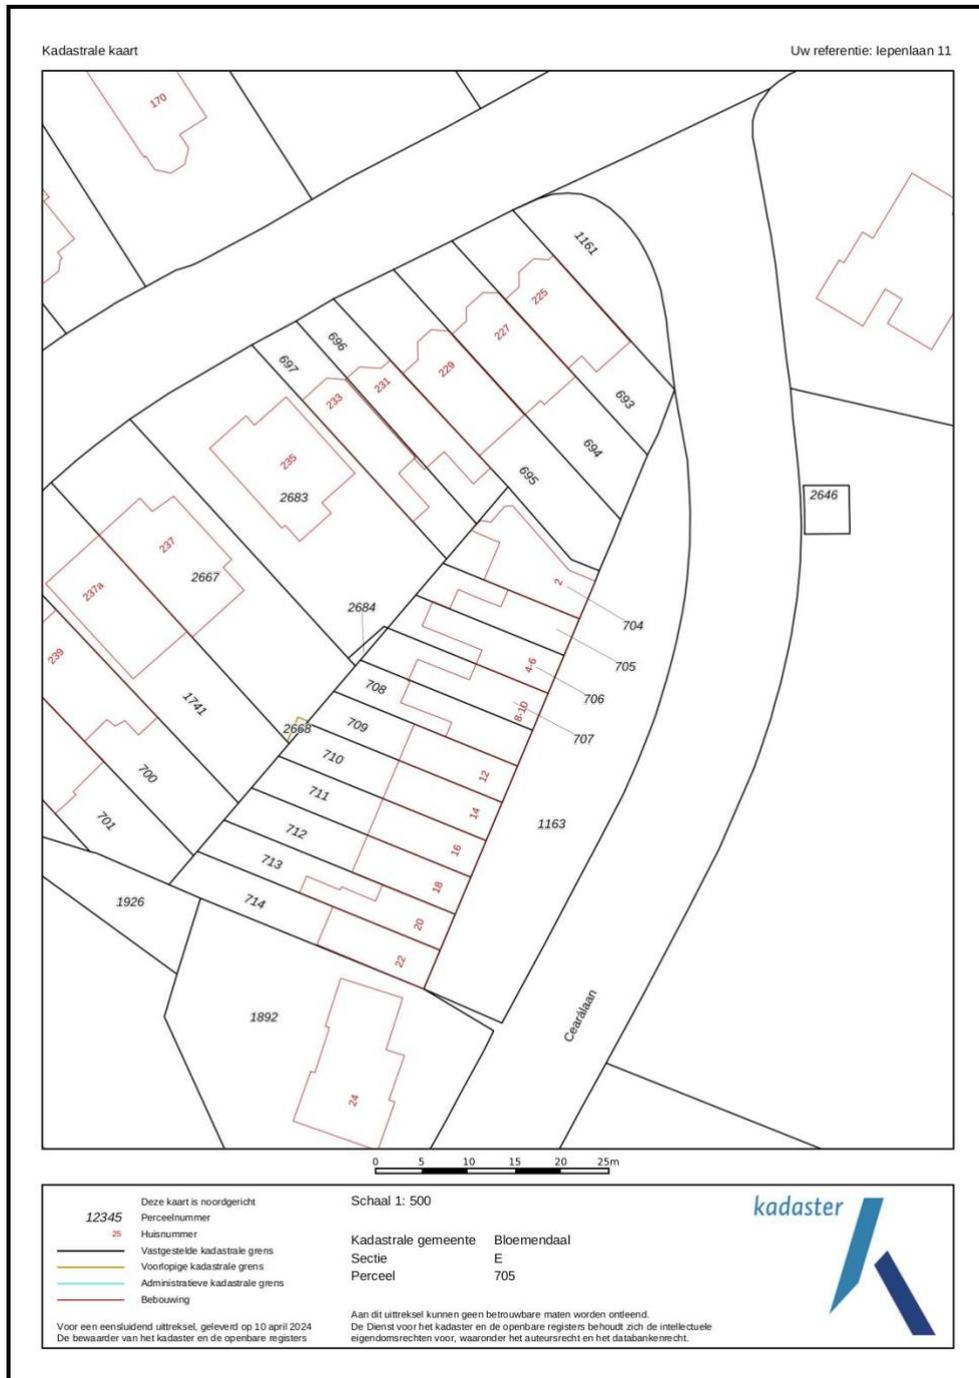 Kadastrale kaart
Uw referentie: Iepenlaan 11
170
1161
225
227
229
231
233
696
697
693
694
695
235
2683
237
2667
237a
239
2684
2646
2
704
705
4-6
706
8-10
707
708
709
710
711
712
713
714
12
14
16
18
20
22
2668
1741
700
701
1163
1926
1892
24
Cearálaan
0 5 10 15 20 25m
Deze kaart is noordgericht
12345 Perceelnummer
25 Huisnummer
Vastgestelde kadastrale grens
Voorlopige kadastrale grens
Administratieve kadastrale grens
Bebouwing
Voor een eensluidend uittreksel, geleverd op 10 april 2024
De bewaarder van het kadaster en de openbare registers
Schaal 1: 500
Kadastrale gemeente Bloemendaal
Sectie E
Perceel 705
Aan dit uittreksel kunnen geen betrouwbare maten worden ontleend.
De Dienst voor het kadaster en de openbare registers behoudt zich de intellectuele
eigendomsrechten voor, waaronder het auteursrecht en het databankenrecht.
kadaster